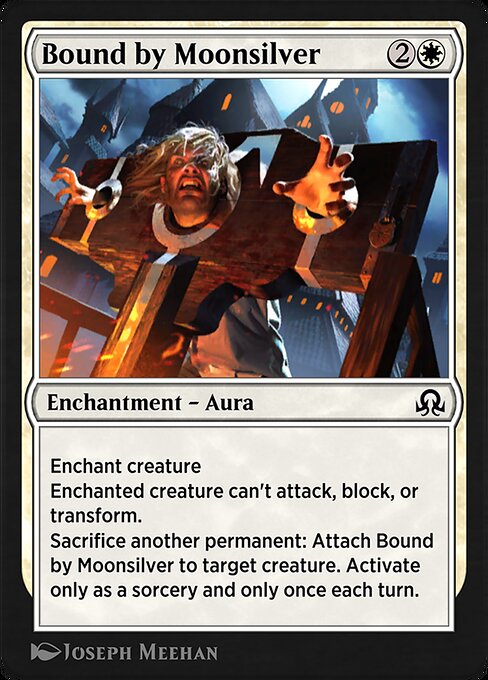 Bound by Moonsilver 2
Enchantment – Aura
Enchant creature
Enchanted creature can't attack, block, or
transform.
Sacrifice another permanent: Attach Bound
by Moonsilver to target creature. Activate
only as a sorcery and only once each turn.
Joseph Meehan